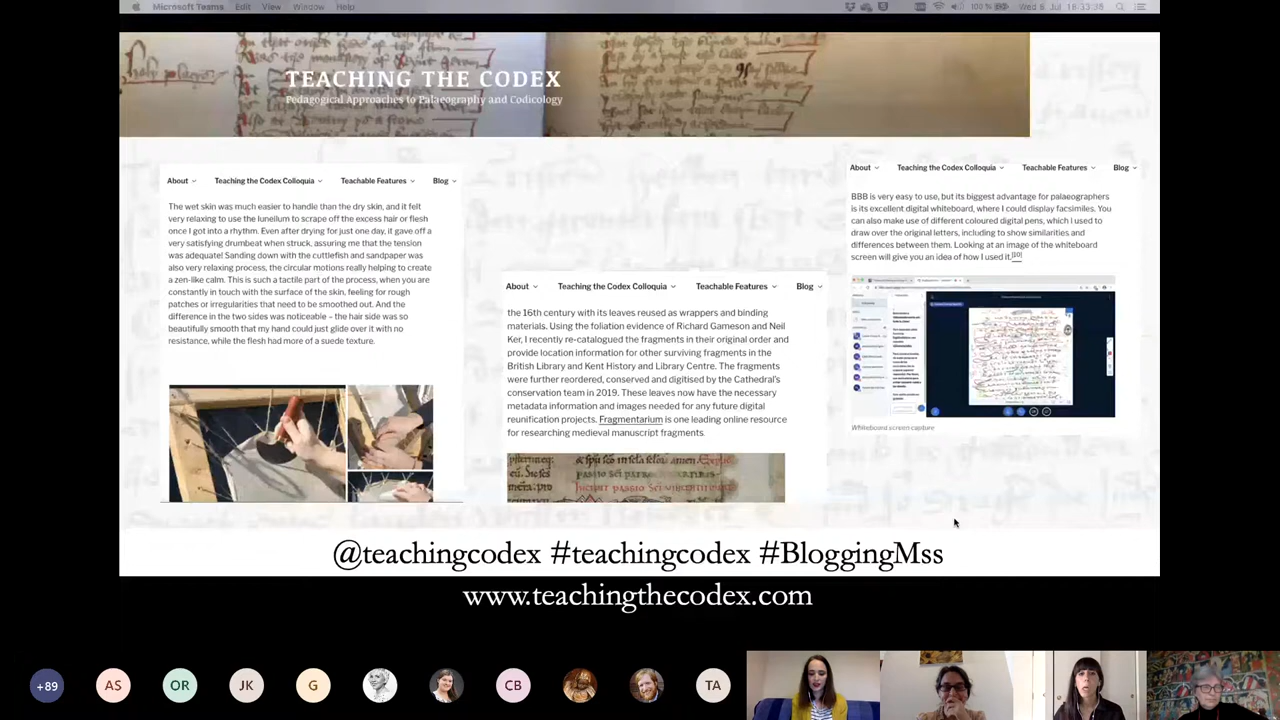 Microsoft Teams Edit View Window Help
100 % Wed 6 Jul 16:33:35
TEACHING THE CODEX
Pedagogical Approaches to Palaeography and Codicology
About Teaching the Codex Colloquia Teachable Features Blog
The wet skin was much easier to handle than the dry skin, and it felt
very relaxing to use the lunellum to scrape off the excess hair or flesh
once I got into a rhythm. Even after drying for just one day, it gave off a
very satisfying drumbeat when struck, assuring me that the tension
was adequate! Sanding down with the cuttlefish and sandpaper was
also very relaxing process, the circular motions really helping to create
a zen-like calm. This is such a tactile part of the process, when you are
constantly in touch with the surface of the skin, feeling for rough
patches or irregularities that need to be smoothed out. And the
difference in the two sides was noticeable – the hair side was so
beautifully smooth that my hand could just glide over it with no
resistance, while the flesh had more of a suede texture.
About Teaching the Codex Colloquia Teachable Features Blog
the 16th century with its leaves reused as wrappers and binding
materials. Using the foliation evidence of Richard Gameson and Neil
Ker, I recently re-catalogued the fragments in their original order and
provide location information for other surviving fragments in the
British Library and Kent History and Library Centre. The fragments
were further reordered, conserved and digitised by the Cathedral's
conservation team in 2019. These leaves now have the necessary
metadata information and images needed for any future digital
reunification projects. Fragmentarium is one leading online resource
for researching medieval manuscript fragments.
About Teaching the Codex Colloquia Teachable Features Blog
BBB is very easy to use, but its biggest advantage for palaeographers
is its excellent digital whiteboard, where I could display facsimiles. You
can also make use of different coloured digital pens, which I used to
draw over the original letters, including to show similarities and
differences between them. Looking at an image of the whiteboard
screen will give you an idea of how I used it.[10]
Whiteboard screen capture
@teachingcodex #teachingcodex #BloggingMss
www.teachingthecodex.com
+89 AS OR JK G CB TA